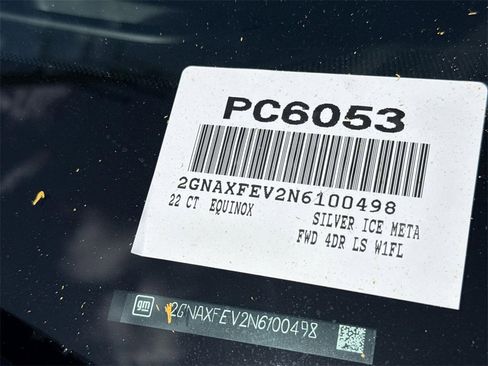 PC6053
2GNAXFEV2N6100498
22 CT EQUINOX SILVER ICE META
FWD 4DR LS W1FL
gm 2GNAXFEV2N6100498